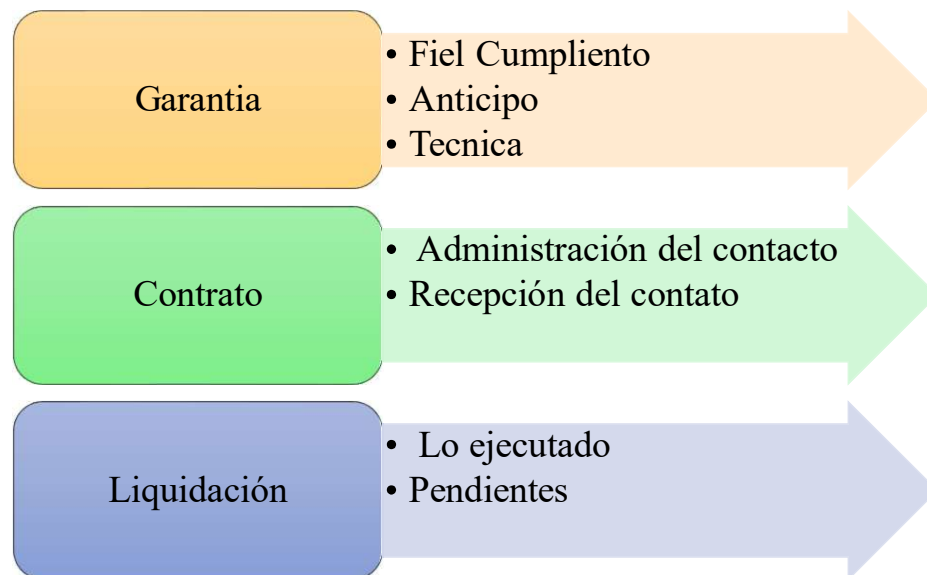 Garantia
• Fiel Cumpliento
• Anticipo
• Tecnica
Contrato
• Administración del contacto
• Recepción del contato
Liquidación
• Lo ejecutado
• Pendientes